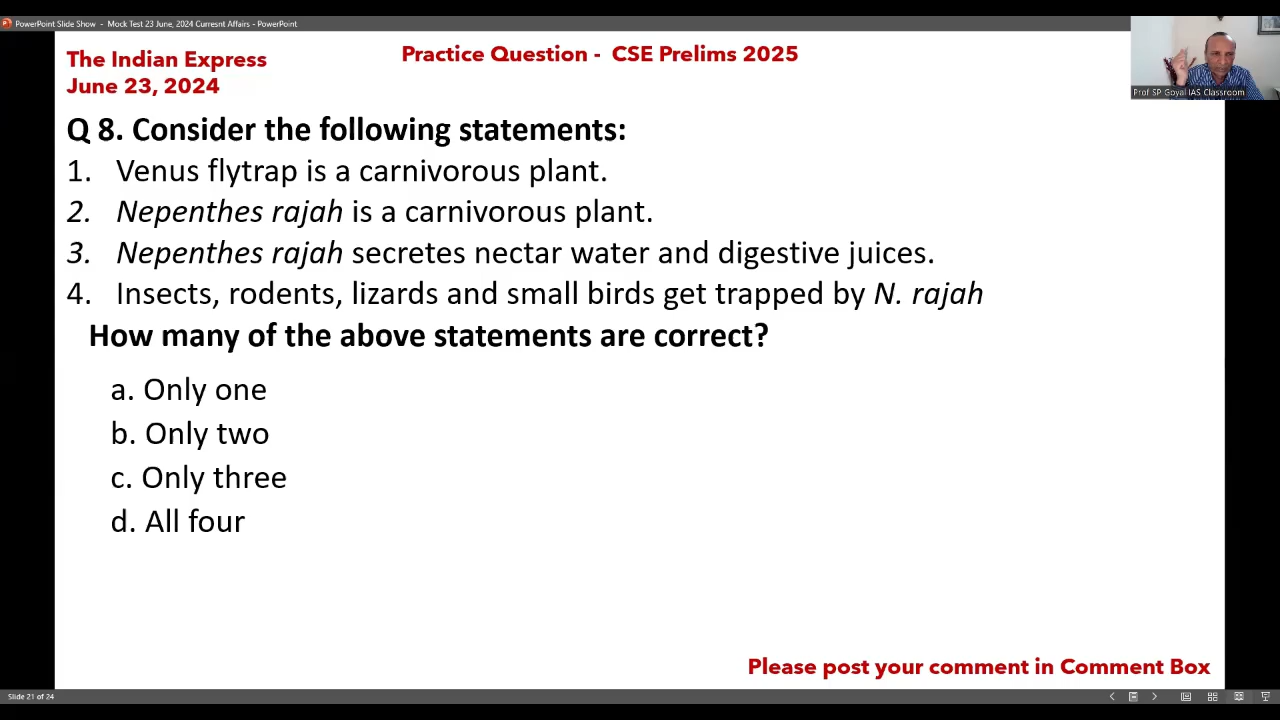 PowerPoint Slide Show - Mock Test 23 June, 2024 Curresnt Affairs - PowerPoint
The Indian Express
June 23, 2024
Practice Question - CSE Prelims 2025
Prof SP Goyal IAS Classroom
Q 8. Consider the following statements:
1. Venus flytrap is a carnivorous plant.
2. Nepenthes rajah is a carnivorous plant.
3. Nepenthes rajah secretes nectar water and digestive juices.
4. Insects, rodents, lizards and small birds get trapped by N. rajah
How many of the above statements are correct?
a. Only one
b. Only two
c. Only three
d. All four
Please post your comment in Comment Box
Slide 21 of 24